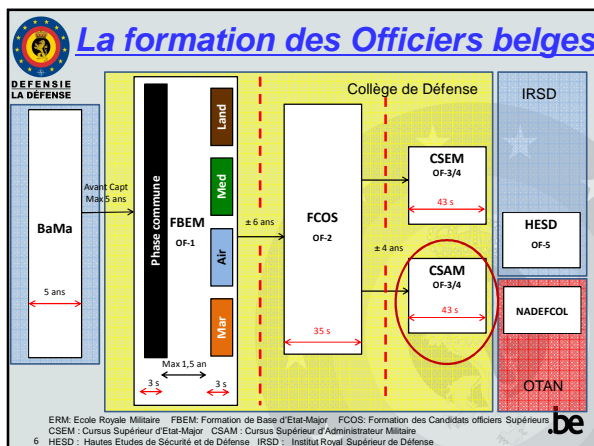 La formation des Officiers belges
DEFENSIE
LA DÉFENSE
Collège de Défense
IRSD
Avant Capt
Max 5 ans
BaMa
5 ans
Phase commune
FBEM
OF-1
Land
Med
Air
Mar
Max 1,5 an
3 s
3 s
± 6 ans
FCOS
OF-2
35 s
± 4 ans
CSEM
OF-3/4
43 s
CSAM
OF-3/4
43 s
HESD
OF-5
NADEFCOL
OTAN
ERM: Ecole Royale Militaire FBEM: Formation de Base d'Etat-Major FCOS: Formation des Candidats officiers Supérieurs
CSEM : Cursus Supérieur d'Etat-Major CSAM : Cursus Supérieur d'Administrateur Militaire
6 HESD : Hautes Etudes de Sécurité et de Défense IRSD : Institut Royal Supérieur de Défense
.be